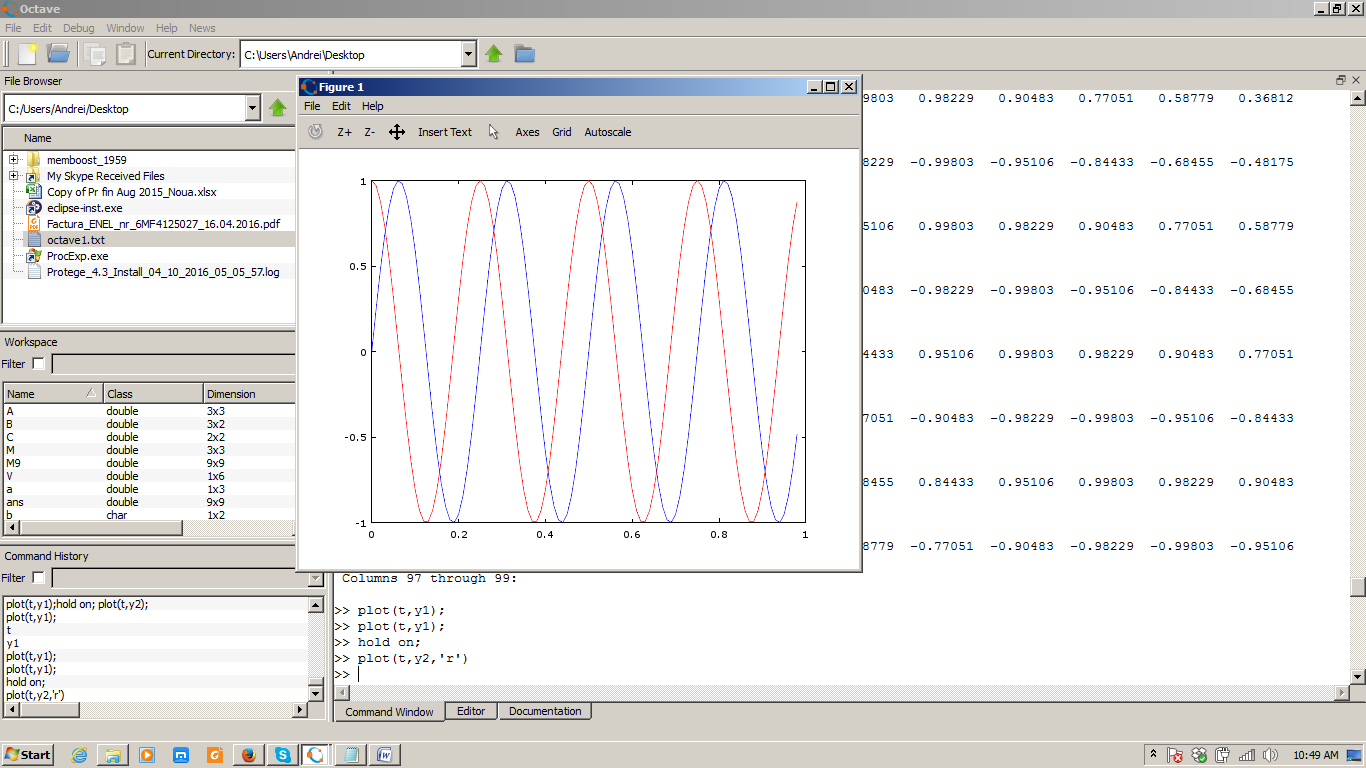 Octave
File Edit Debug Window Help News
Current Directory: C:\Users\Andrei\Desktop
File Browser
C:/Users/Andrei/Desktop
Name
memboost_1959
My Skype Received Files
Copy of Pr fin Aug 2015_Noua.xlsx
eclipse-inst.exe
Factura_ENEL_nr_6MF4125027_16.04.2016.pdf
octave1.txt
ProcExp.exe
Protege_4.3_Install_04_10_2016_05_05_57.log
Workspace
Filter
Name Class Dimension
A double 3x3
B double 3x2
C double 2x2
M double 3x3
M9 double 9x9
V double 1x6
a double 1x3
ans double 9x9
b char 1x2
Command History
Filter
plot(t,y1);hold on; plot(t,y2);
plot(t,y1);
t
y1
plot(t,y1);
plot(t,y1);
hold on;
plot(t,y2,'r')
Figure 1
File Edit Help
Z+ Z- Insert Text Axes Grid Autoscale
1
0.5
0
-0.5
-1
0 0.2 0.4 0.6 0.8 1
9803 0.98229 0.90483 0.77051 0.58779 0.36812
8229 -0.99803 -0.95106 -0.84433 -0.68455 -0.48175
5106 0.99803 0.98229 0.90483 0.77051 0.58779
0483 -0.98229 -0.99803 -0.95106 -0.84433 -0.68455
4433 0.95106 0.99803 0.98229 0.90483 0.77051
7051 -0.90483 -0.98229 -0.99803 -0.95106 -0.84433
8455 0.84433 0.95106 0.99803 0.98229 0.90483
8779 -0.77051 -0.90483 -0.98229 -0.99803 -0.95106
Columns 97 through 99:
>> plot(t,y1);
>> plot(t,y1);
>> hold on;
>> plot(t,y2,'r')
>>
Command Window Editor Documentation
Start
10:49 AM